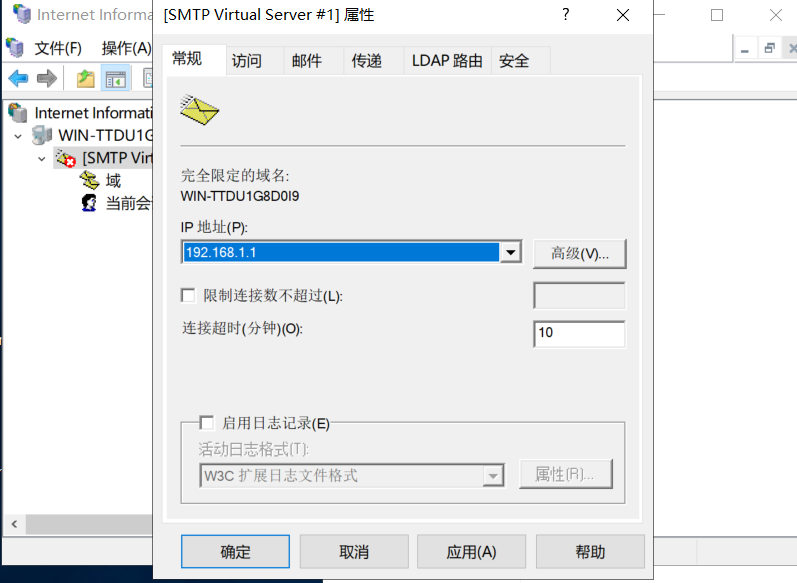 Internet Informa
[SMTP Virtual Server #1] 属性
?
文件(F) 操作(A)
常规 访问 邮件 传递 LDAP 路由 安全
Internet Informati
WIN-TTDU1G
[SMTP Virt
域
当前会
完全限定的域名:
WIN-TTDU1G8D0I9
IP 地址(P):
192.168.1.1 高级(V)...
限制连接数不超过(L):
连接超时(分钟)(O): 10
启用日志记录(E)
活动日志格式(T):
W3C 扩展日志文件格式 属性(R)...
确定 取消 应用(A) 帮助